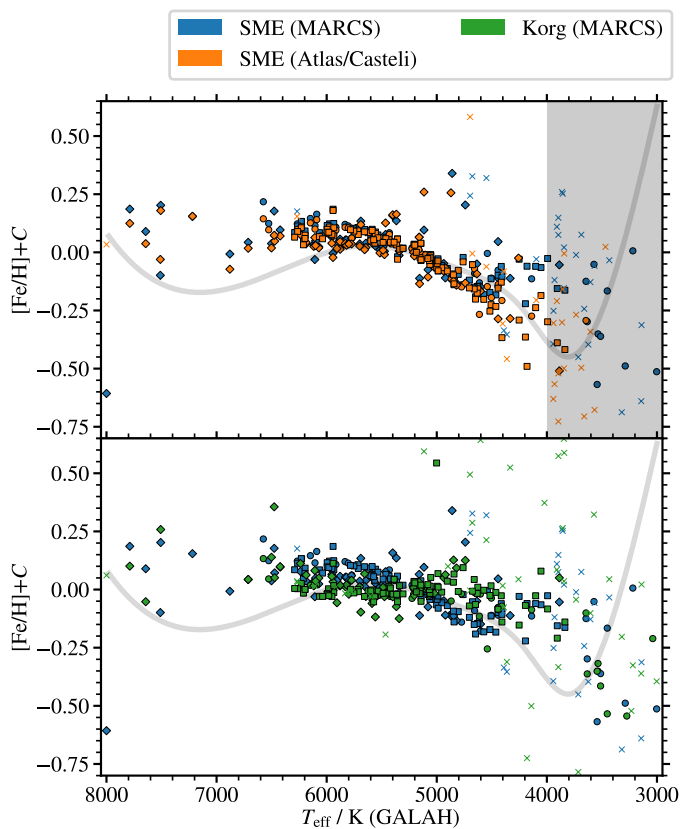 SME (MARCS) Korg (MARCS)
SME (Atlas/Casteli)
0.50
0.25
0.00
−0.25
−0.50
−0.75
[Fe/H]+C
0.50
0.25
0.00
−0.25
−0.50
−0.75
[Fe/H]+C
8000 7000 6000 5000 4000 3000
Teff / K (GALAH)